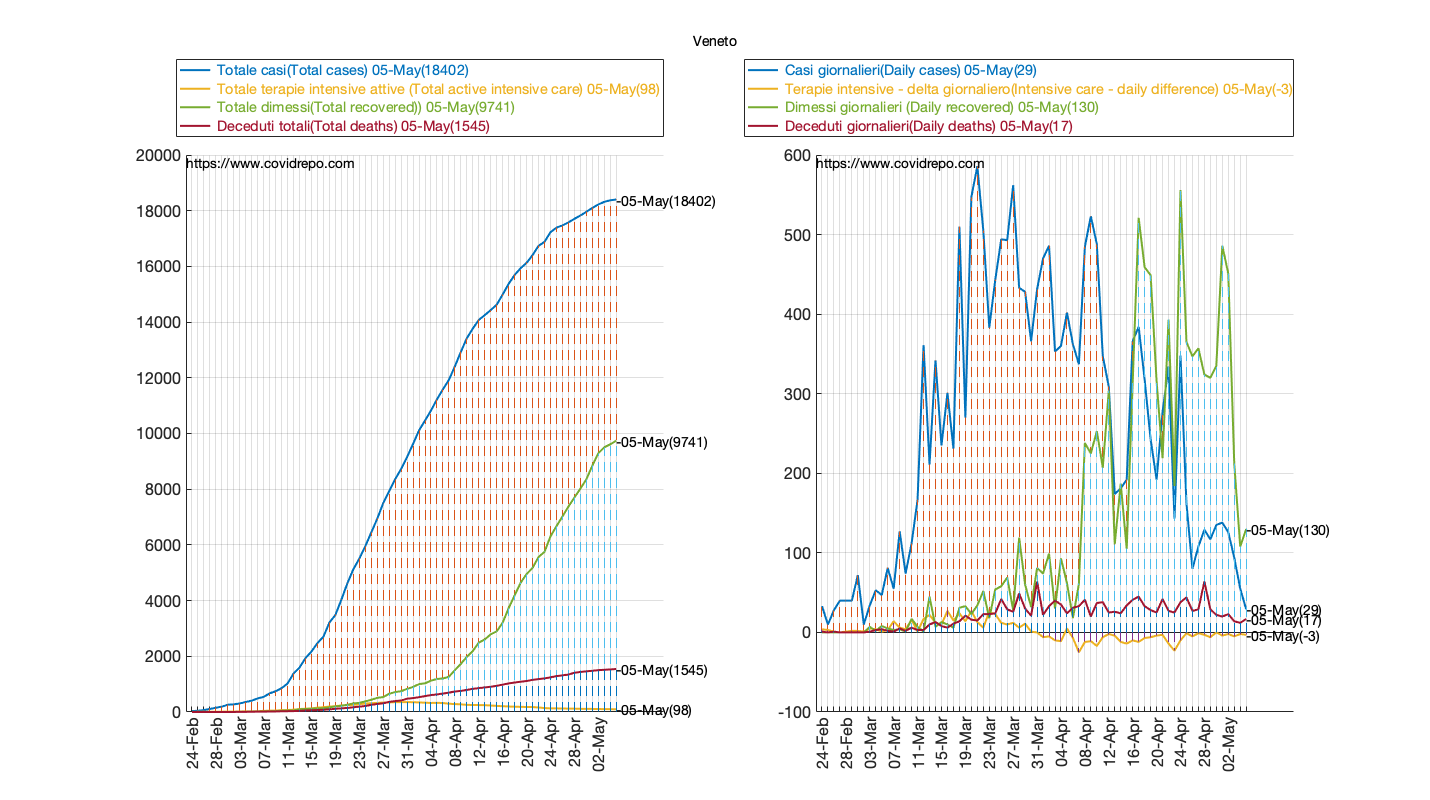 Veneto
Totale casi(Total cases) 05-May(18402)
Totale terapie intensive attive (Total active intensive care) 05-May(98)
Totale dimessi(Total recovered)) 05-May(9741)
Deceduti totali(Total deaths) 05-May(1545)
https://www.covidrepo.com
20000
18000
16000
14000
12000
10000
8000
6000
4000
2000
0
05-May(18402)
05-May(9741)
05-May(1545)
05-May(98)
24-Feb
28-Feb
03-Mar
07-Mar
11-Mar
15-Mar
19-Mar
23-Mar
27-Mar
31-Mar
04-Apr
08-Apr
12-Apr
16-Apr
20-Apr
24-Apr
28-Apr
02-May
Casi giornalieri(Daily cases) 05-May(29)
Terapie intensive - delta giornaliero(Intensive care - daily difference) 05-May(-3)
Dimessi giornalieri (Daily recovered) 05-May(130)
Deceduti giornalieri(Daily deaths) 05-May(17)
https://www.covidrepo.com
600
500
400
300
200
100
0
-100
05-May(130)
05-May(29)
05-May(17)
05-May(-3)
24-Feb
28-Feb
03-Mar
07-Mar
11-Mar
15-Mar
19-Mar
23-Mar
27-Mar
31-Mar
04-Apr
08-Apr
12-Apr
16-Apr
20-Apr
24-Apr
28-Apr
02-May